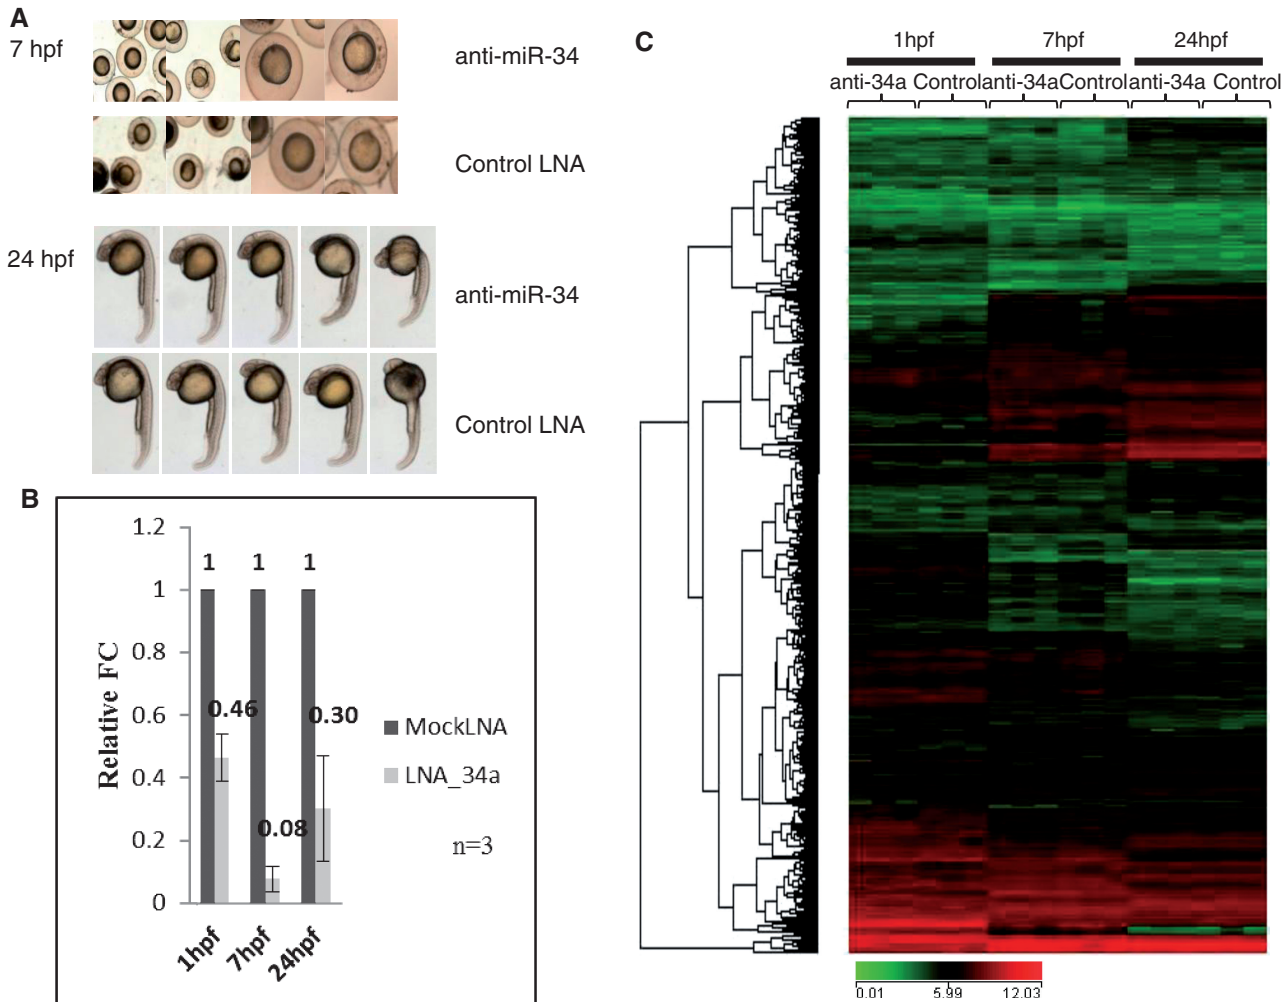 A
7 hpf
anti-miR-34
Control LNA
24 hpf
anti-miR-34
Control LNA
B
1.2
1
0.8
0.6
0.4
0.2
0
Relative FC
1
1
1
0.46
0.08
0.30
MockLNA
LNA_34a
n=3
1hpf
7hpf
24hpf
C
1hpf 7hpf 24hpf
anti-34a Control anti-34a Control anti-34a Control
0.01 5.99 12.03